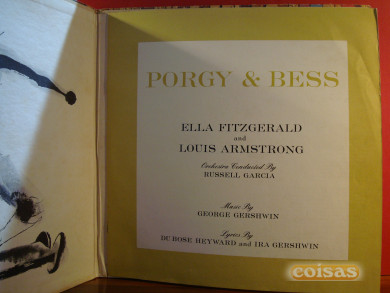 PORGY & BESS
ELLA FITZGERALD
and
LOUIS ARMSTRONG
Orchestra Conducted By
RUSSELL GARCIA
Music By
GEORGE GERSHWIN
Lyrics By
DU BOSE HEYWARD and IRA GERSHWIN
coisas